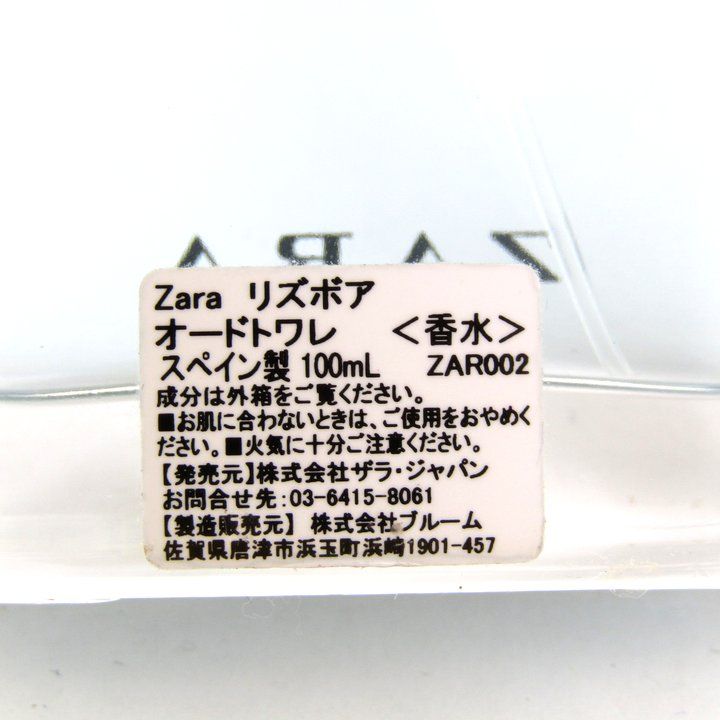 ZARA
Zara リズボア
オードトワレ <香水>
スペイン製 100mL ZAR002
成分は外箱をご覧ください。
■お肌に合わないときは、ご使用をおやめく
ださい。■火気に十分ご注意ください。
【発売元】株式会社ザラ・ジャパン
お問合せ先:03-6415-8061
【製造販売元】 株式会社ブルーム
佐賀県唐津市浜玉町浜崎1901-457